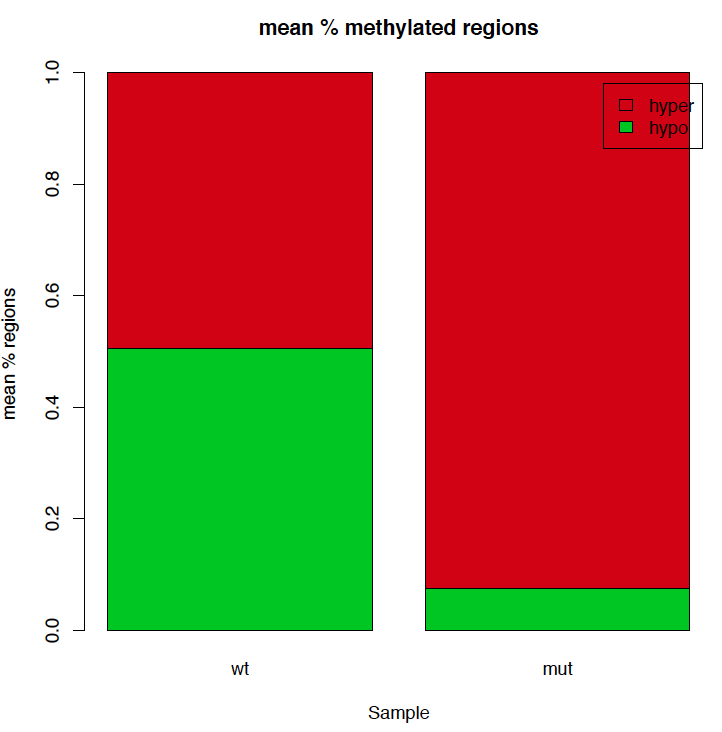 mean % methylated regions
1.0
0.8
0.6
0.4
0.2
0.0
mean % regions
hyper
hypo
wt
mut
Sample